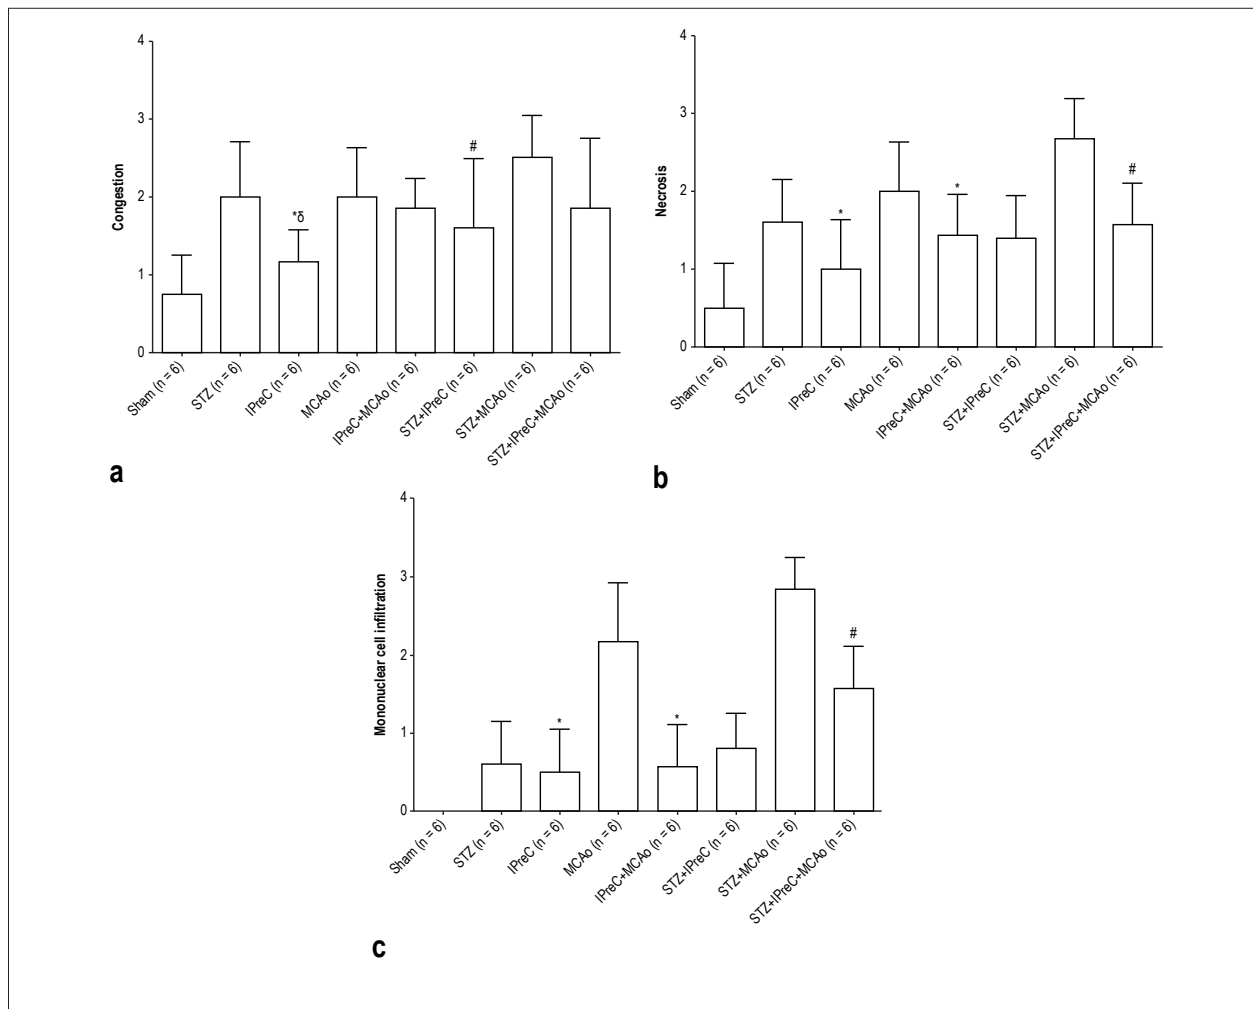 4
3
2
1
0
Congestion
*δ
#
Sham (n = 6)
STZ (n = 6)
IPreC (n = 6)
MCAo (n = 6)
IPreC+MCAo (n = 6)
STZ+IPreC (n = 6)
STZ+MCAo (n = 6)
STZ+IPreC+MCAo (n = 6)
a
4
3
2
1
0
Necrosis
*
*
#
Sham (n = 6)
STZ (n = 6)
IPreC (n = 6)
MCAo (n = 6)
IPreC+MCAo (n = 6)
STZ+IPreC (n = 6)
STZ+MCAo (n = 6)
STZ+IPreC+MCAo (n = 6)
b
4
3
2
1
0
Mononuclear cell infiltration
*
*
#
Sham (n = 6)
STZ (n = 6)
IPreC (n = 6)
MCAo (n = 6)
IPreC+MCAo (n = 6)
STZ+IPreC (n = 6)
STZ+MCAo (n = 6)
STZ+IPreC+MCAo (n = 6)
c